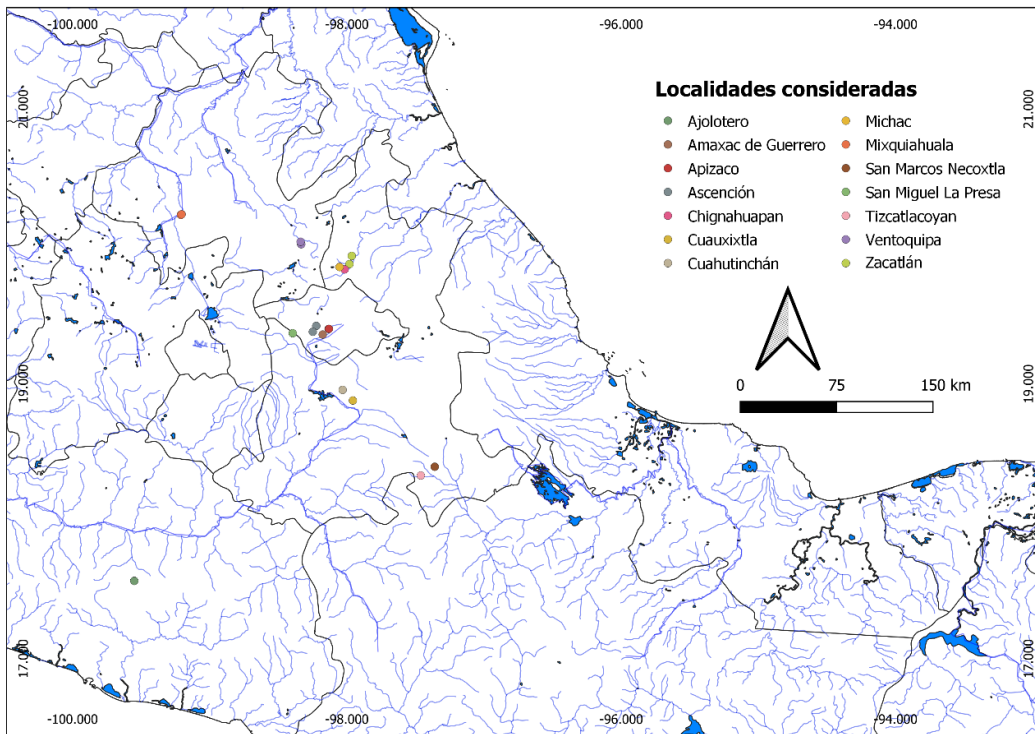 -100.000 -98.000 -96.000 -94.000
21.000 21.000
Localidades consideradas
Ajolotero Michac
Amaxac de Guerrero Mixquiahuala
Apizaco San Marcos Necoxtla
Ascención San Miguel La Presa
Chignahuapan Tizcatlacoyan
Cuauxixtla Ventoquipa
Cuahutinchán Zacatlán
19.000 19.000
0 75 150 km
17.000 17.000
-100.000 -98.000 -96.000 -94.000